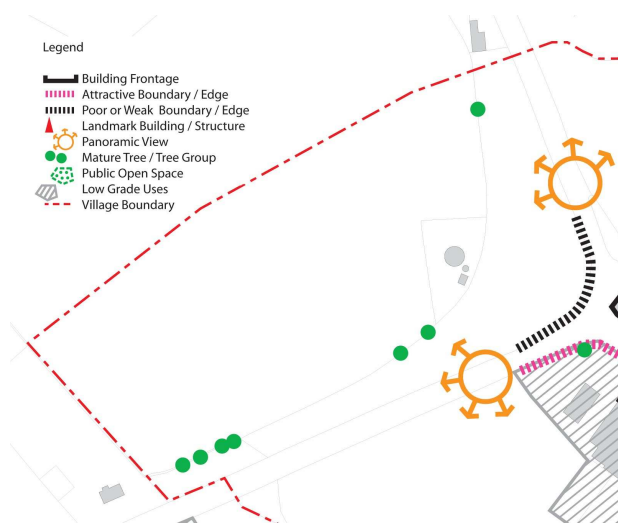 Legend
Building Frontage
Attractive Boundary / Edge
Poor or Weak Boundary / Edge
Landmark Building / Structure
Panoramic View
Mature Tree / Tree Group
Public Open Space
Low Grade Uses
Village Boundary